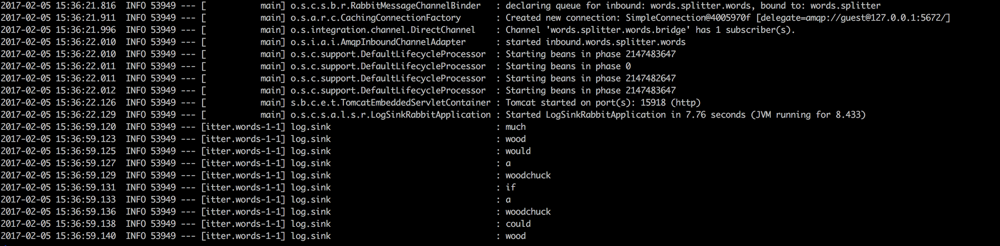 2017-02-05 15:36:21.816  INFO 53949 --- [           main] o.s.c.s.b.r.RabbitMessageChannelBinder   : declaring queue for inbound: words.splitter.words, bound to: words.splitter
2017-02-05 15:36:21.911  INFO 53949 --- [           main] o.s.a.r.c.CachingConnectionFactory       : Created new connection: SimpleConnection@4005970f [delegate=amqp://guest@127.0.0.1:5672/]
2017-02-05 15:36:21.996  INFO 53949 --- [           main] o.s.integration.channel.DirectChannel    : Channel 'words.splitter.words.bridge' has 1 subscriber(s).
2017-02-05 15:36:22.010  INFO 53949 --- [           main] o.s.i.a.i.AmqpInboundChannelAdapter      : started inbound.words.splitter.words
2017-02-05 15:36:22.010  INFO 53949 --- [           main] o.s.c.support.DefaultLifecycleProcessor  : Starting beans in phase 2147483647
2017-02-05 15:36:22.011  INFO 53949 --- [           main] o.s.c.support.DefaultLifecycleProcessor  : Starting beans in phase 0
2017-02-05 15:36:22.011  INFO 53949 --- [           main] o.s.c.support.DefaultLifecycleProcessor  : Starting beans in phase 2147482647
2017-02-05 15:36:22.012  INFO 53949 --- [           main] o.s.c.support.DefaultLifecycleProcessor  : Starting beans in phase 2147483647
2017-02-05 15:36:22.126  INFO 53949 --- [           main] s.b.c.e.t.TomcatEmbeddedServletContainer : Tomcat started on port(s): 15918 (http)
2017-02-05 15:36:22.129  INFO 53949 --- [           main] o.s.c.s.a.l.s.r.LogSinkRabbitApplication : Started LogSinkRabbitApplication in 7.76 seconds (JVM running for 8.433)
2017-02-05 15:36:59.120  INFO 53949 --- [itter.words-1-1] log.sink                                 : much
2017-02-05 15:36:59.123  INFO 53949 --- [itter.words-1-1] log.sink                                 : wood
2017-02-05 15:36:59.125  INFO 53949 --- [itter.words-1-1] log.sink                                 : would
2017-02-05 15:36:59.127  INFO 53949 --- [itter.words-1-1] log.sink                                 : a
2017-02-05 15:36:59.129  INFO 53949 --- [itter.words-1-1] log.sink                                 : woodchuck
2017-02-05 15:36:59.131  INFO 53949 --- [itter.words-1-1] log.sink                                 : if
2017-02-05 15:36:59.133  INFO 53949 --- [itter.words-1-1] log.sink                                 : a
2017-02-05 15:36:59.136  INFO 53949 --- [itter.words-1-1] log.sink                                 : woodchuck
2017-02-05 15:36:59.138  INFO 53949 --- [itter.words-1-1] log.sink                                 : could
2017-02-05 15:36:59.140  INFO 53949 --- [itter.words-1-1] log.sink                                 : wood